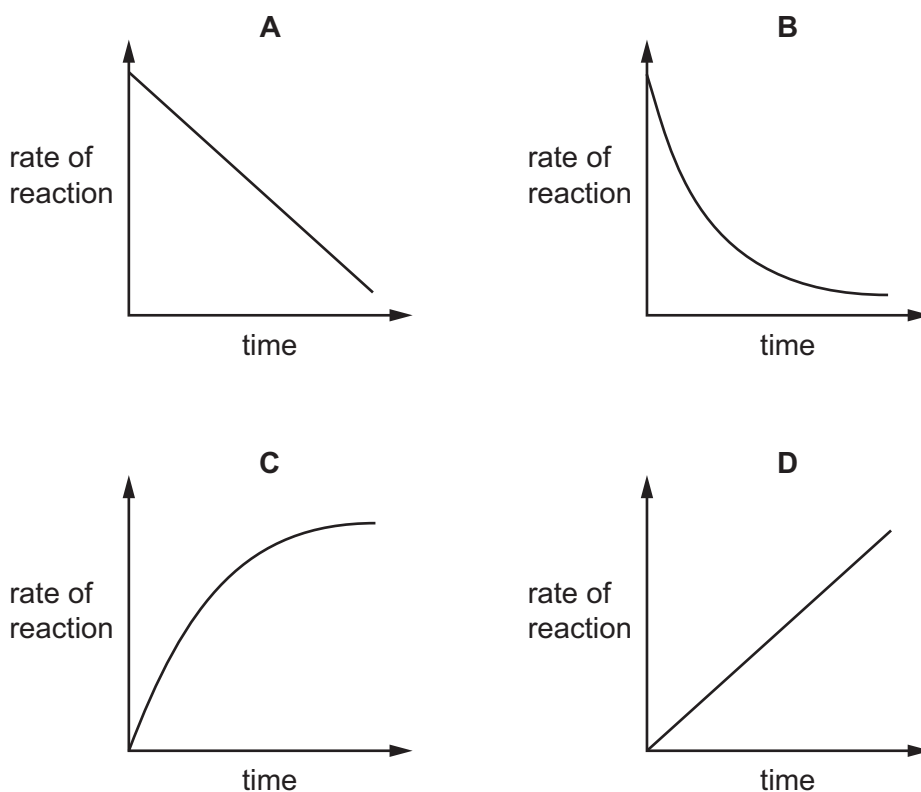 A
rate of
reaction
time
B
rate of
reaction
time
C
rate of
reaction
time
D
rate of
reaction
time